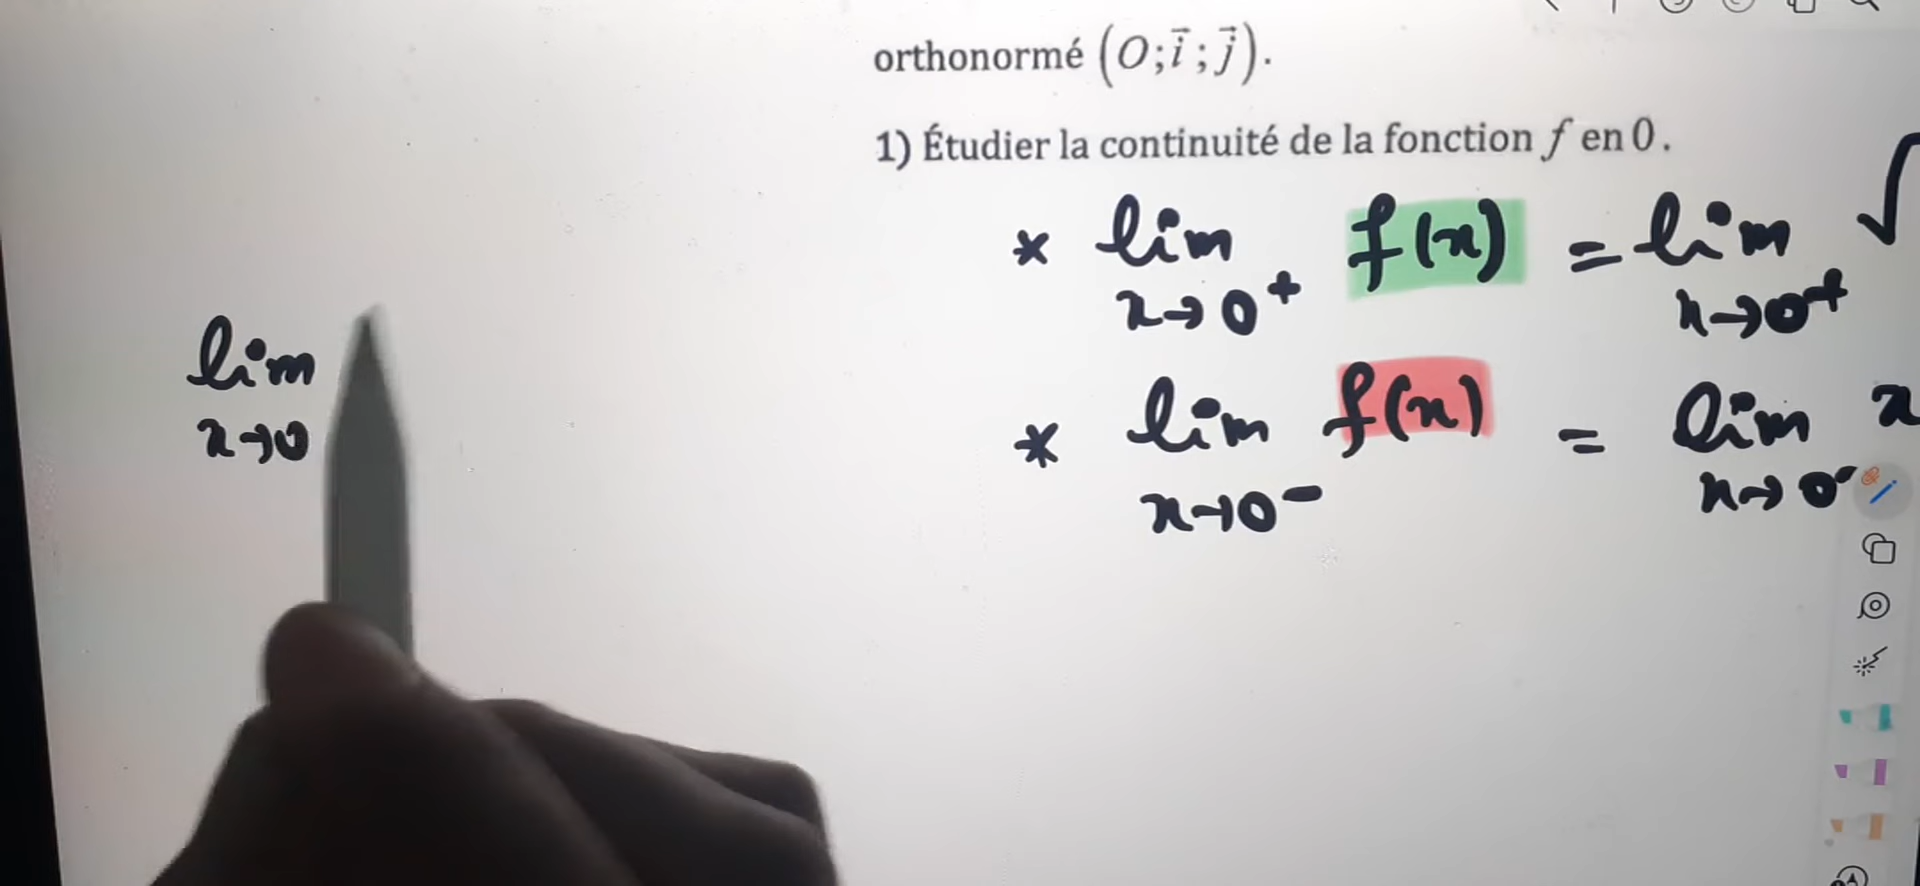 orthonormé (O;i⃗;j⃗).
1) Étudier la continuité de la fonction f en 0.
* lim f(x) = lim √
x→0⁺ x→0⁺
* lim f(x) = lim x
x→0⁻ x→0⁻
lim
x→0